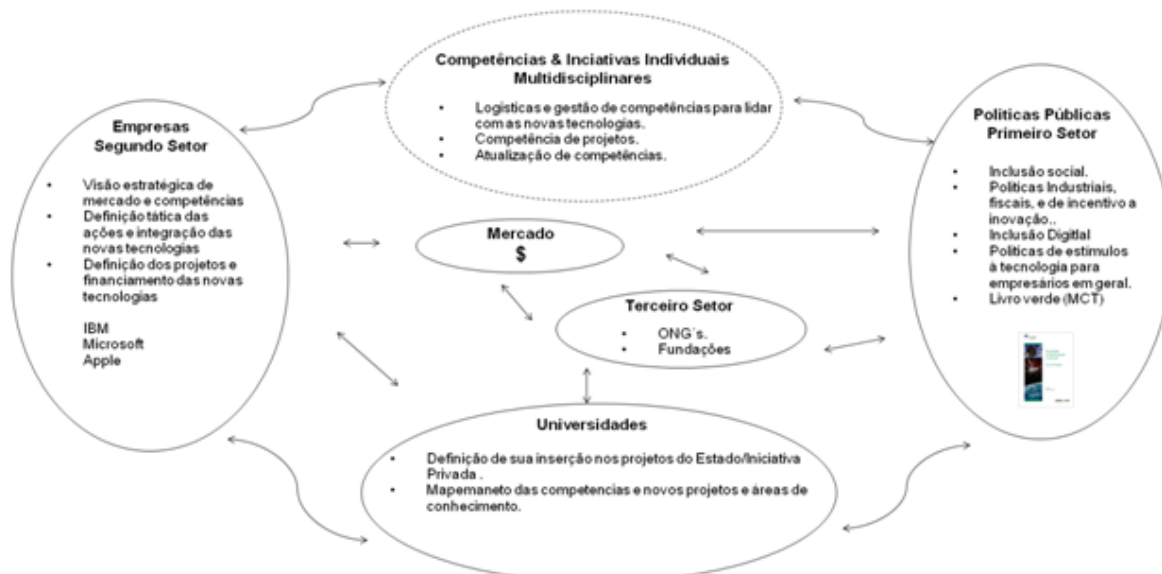 Competências & Inciativas Individuais
Multidisciplinares
• Logísticas e gestão de competências para lidar
com as novas tecnologias.
• Competência de projetos.
• Atualização de competências.
Empresas
Segundo Setor
• Visão estratégica de
mercado e competências
• Definição tática das
ações e integração das
novas tecnologias
• Definição dos projetos e
financiamento das novas
tecnologias
IBM
Microsoft
Apple
Mercado
$
Terceiro Setor
• ONG´s.
• Fundações
Politicas Públicas
Primeiro Setor
• Inclusão social.
• Politicas Industriais,
fiscais, e de incentivo a
inovação..
• Inclusão Digitlal
• Politicas de estímulos
à tecnologia para
empresários em geral.
• Livro verde (MCT)
Universidades
• Definição de sua inserção nos projetos do Estado/Iniciativa
Privada .
• Mapemaneto das competencias e novos projetos e áreas de
conhecimento.